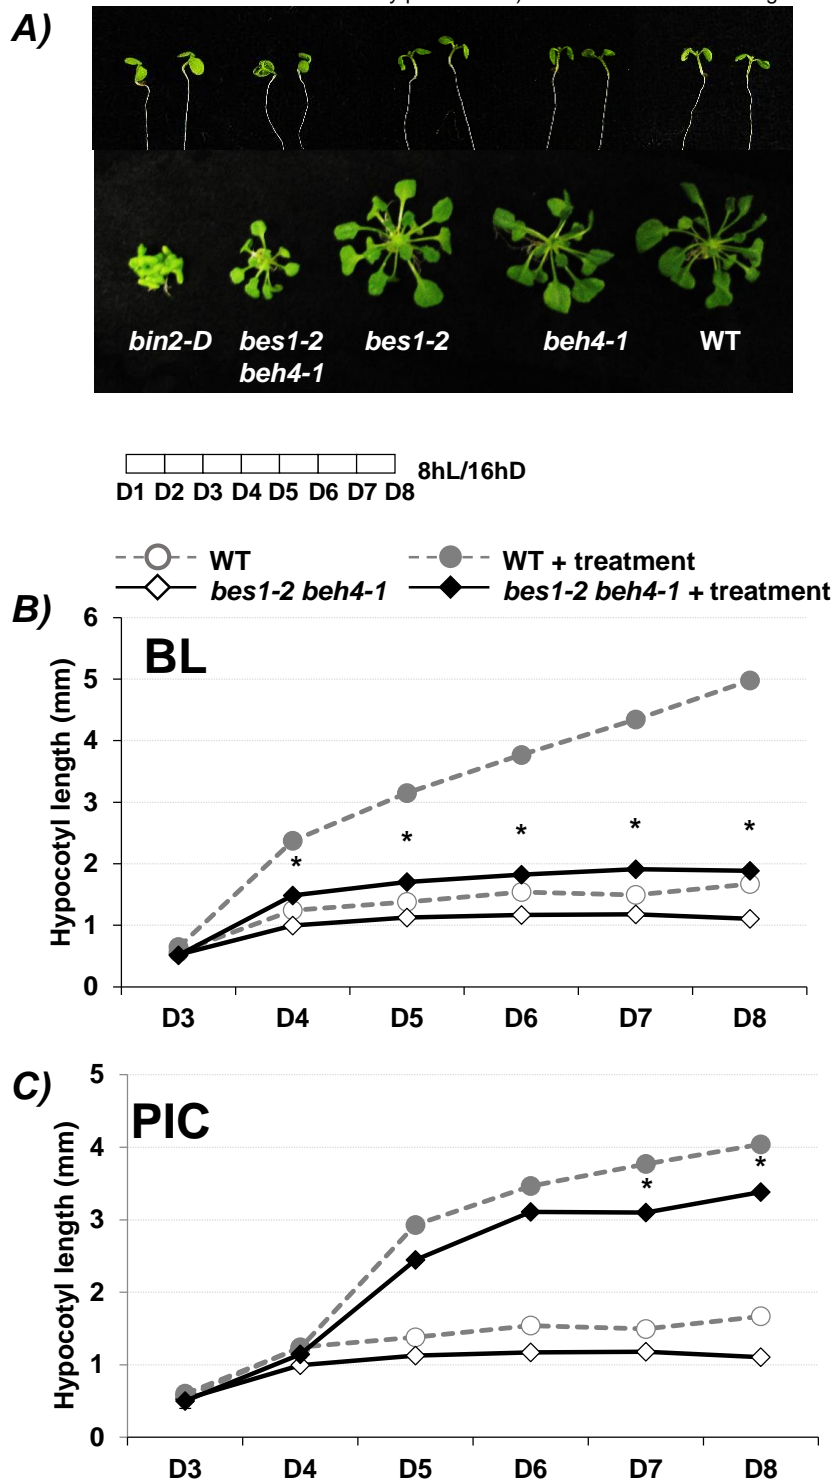 A)
bin2-D bes1-2 bes1-2 beh4-1 WT
beh4-1
8hL/16hD
D1 D2 D3 D4 D5 D6 D7 D8
WT WT + treatment
bes1-2 beh4-1 bes1-2 beh4-1 + treatment
B)
BL
Hypocotyl length (mm)
6
5
4
3
2
1
0
* * * * *
D3 D4 D5 D6 D7 D8
C)
PIC
Hypocotyl length (mm)
5
4
3
2
1
0
* *
D3 D4 D5 D6 D7 D8